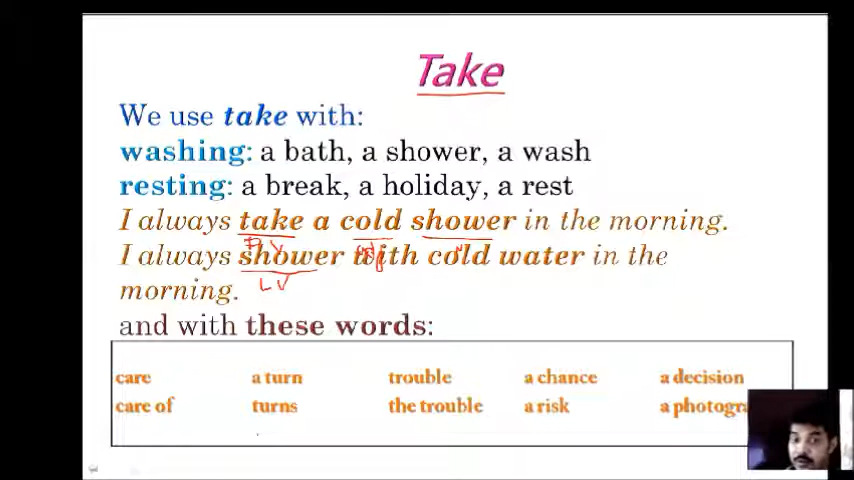 Take
We use take with:
washing: a bath, a shower, a wash
resting: a break, a holiday, a rest
I always take a cold shower in the morning.
I always shower with cold water in the
L V
morning.
and with these words:
care a turn trouble a chance a decision
care of turns the trouble a risk